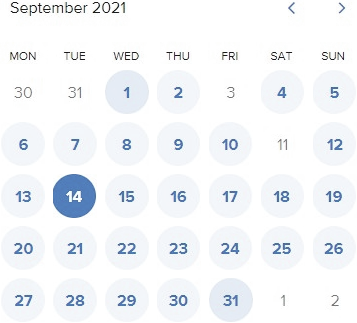 September 2021
MON TUE WED THU FRI SAT SUN
30 31 1 2 3 4 5
6 7 8 9 10 11 12
13 14 15 16 17 18 19
20 21 22 23 24 25 26
27 28 29 30 31 1 2